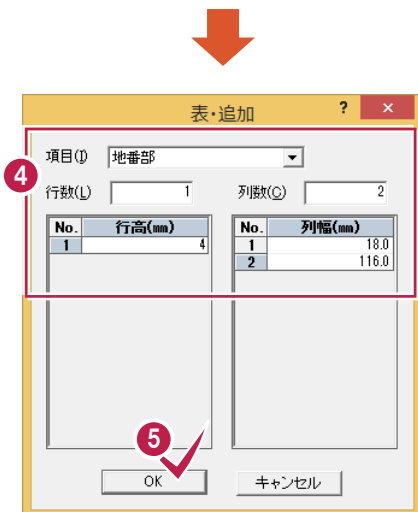 表・追加 ? ×
4
項目(I) 地番部
行数(L) 1 列数(C) 2
No. 行高(mm) No. 列幅(mm)
1 4 1 18.0
2 116.0
5
OK キャンセル